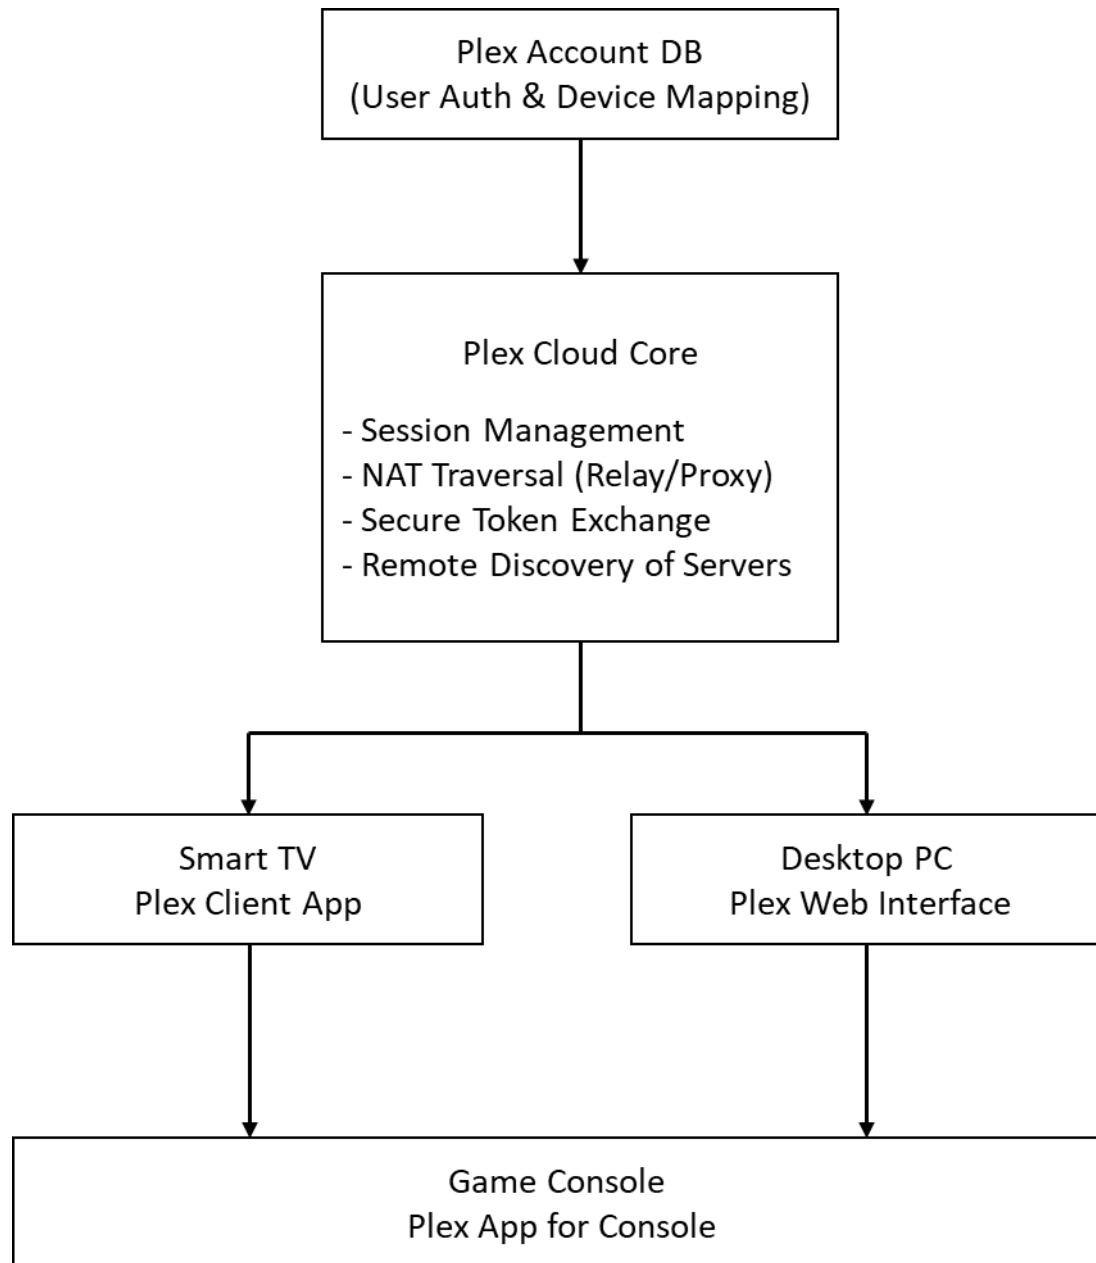 Plex Account DB
(User Auth & Device Mapping)
Plex Cloud Core
- Session Management
- NAT Traversal (Relay/Proxy)
- Secure Token Exchange
- Remote Discovery of Servers
Smart TV
Plex Client App
Desktop PC
Plex Web Interface
Game Console
Plex App for Console